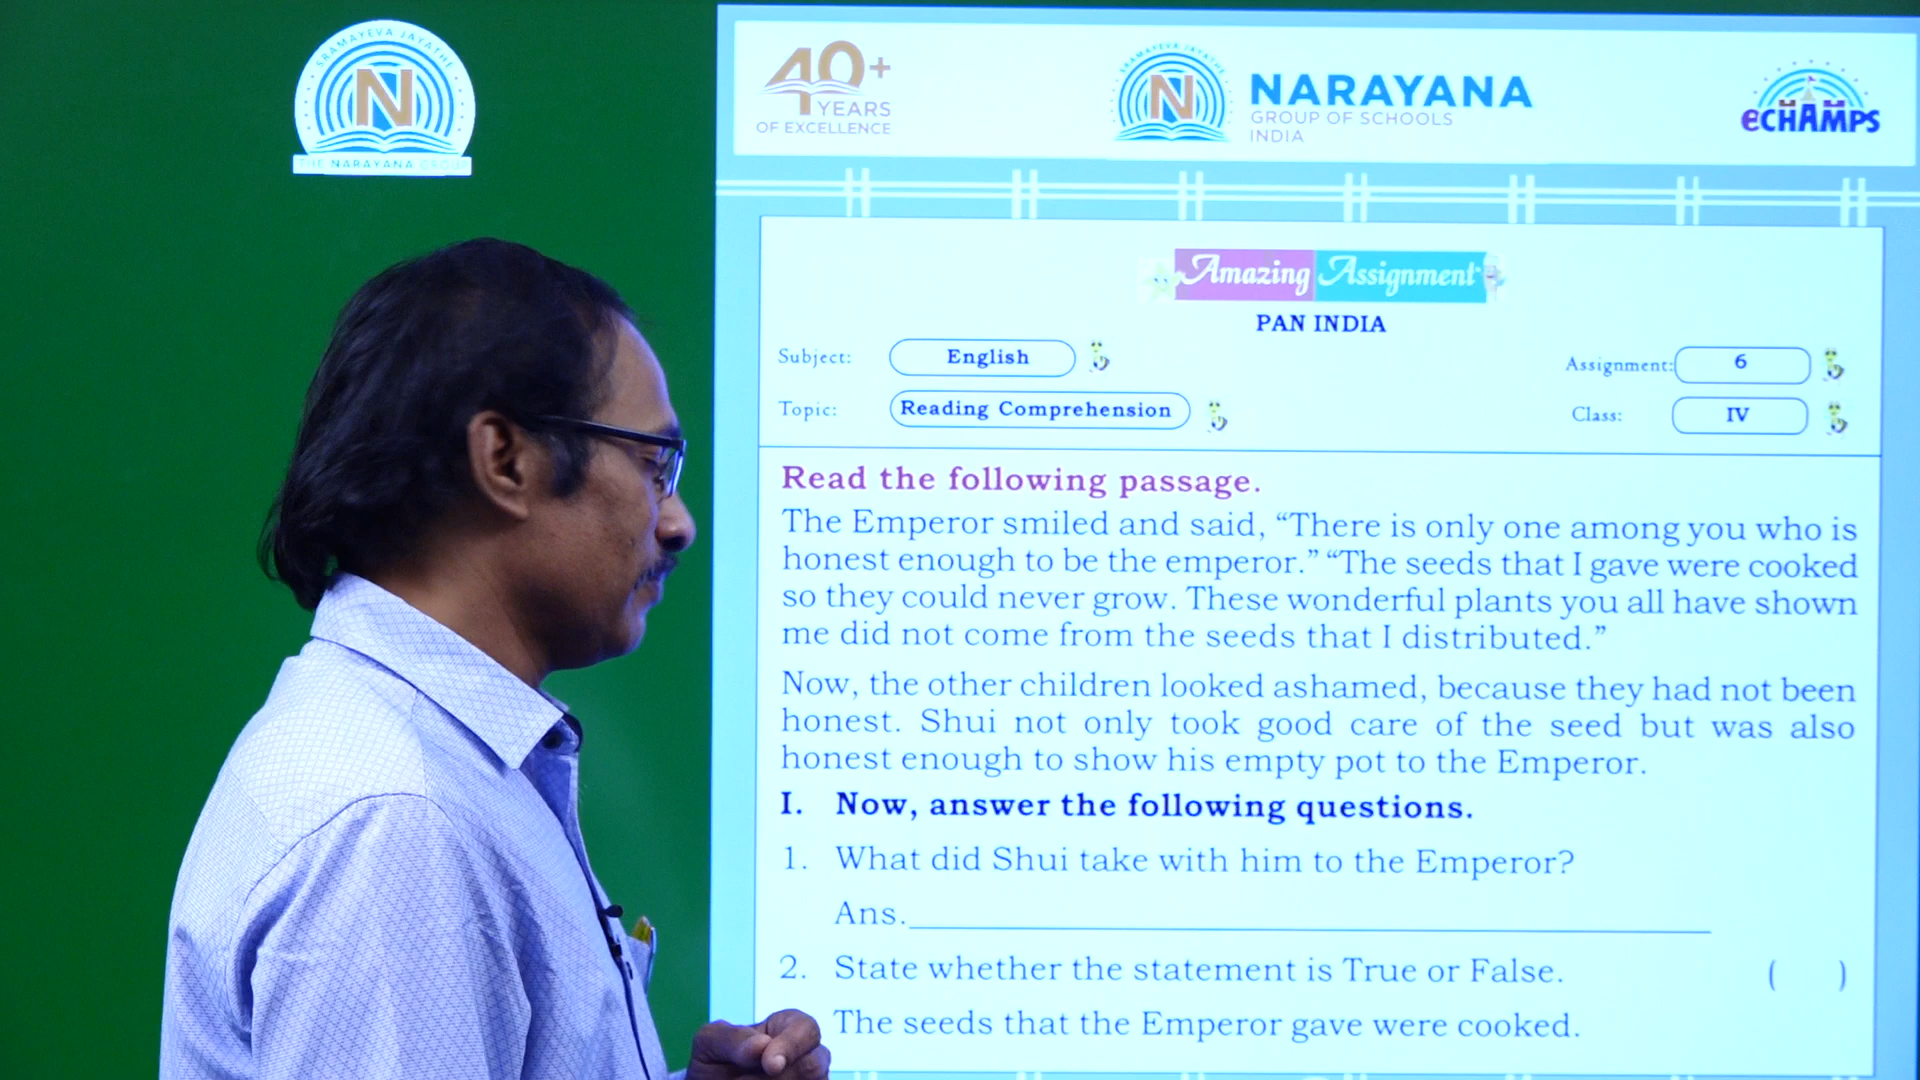 SRAMAYEVA JAYATHE
N
THE NARAYANA GROUP
40+
YEARS
OF EXCELLENCE
SRAMAYEVA JAYATHE
N
NARAYANA
GROUP OF SCHOOLS
INDIA
eCHAMPS
Amazing Assignment
PAN INDIA
Subject: English
Assignment: 6
Topic: Reading Comprehension
Class: IV
Read the following passage.
The Emperor smiled and said, “There is only one among you who is
honest enough to be the emperor.” “The seeds that I gave were cooked
so they could never grow. These wonderful plants you all have shown
me did not come from the seeds that I distributed.”
Now, the other children looked ashamed, because they had not been
honest. Shui not only took good care of the seed but was also
honest enough to show his empty pot to the Emperor.
I. Now, answer the following questions.
1. What did Shui take with him to the Emperor?
Ans.
2. State whether the statement is True or False. ( )
The seeds that the Emperor gave were cooked.